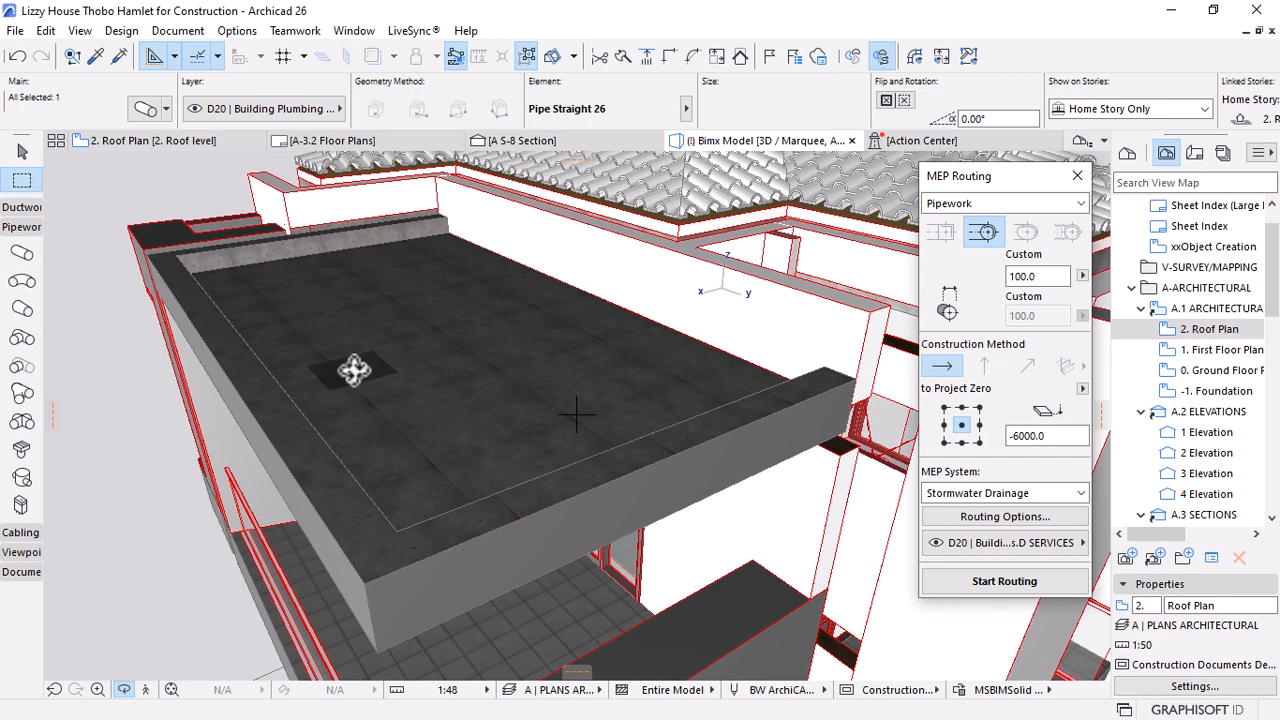 Lizzy House Thobo Hamlet for Construction - Archicad 26
File Edit View Design Document Options Teamwork Window LiveSync® Help
Main: Layer: Geometry Method: Element: Size: Flip and Rotation: Show on Stories: Linked Stories:
All Selected: 1 D20 | Building Plumbing ... Pipe Straight 26 0.00° Home Story Only Home Story:
2. R
2. Roof Plan [2. Roof level] [A-3.2 Floor Plans] [A S-8 Section] (!) Bimx Model [3D / Marquee, A... [Action Center]
Ductwo
Pipewor
Cabling
Viewpoi
Docume
z
x y
MEP Routing
Pipework
Custom
100.0
Custom
100.0
Construction Method
to Project Zero
-6000.0
MEP System:
Stormwater Drainage
Routing Options...
D20 | Buildi...s.D SERVICES
Start Routing
Search View Map
Sheet Index (Large I
Sheet Index
xxObject Creation
V-SURVEY/MAPPING
A-ARCHITECTURAL
A.1 ARCHITECTURA
2. Roof Plan
1. First Floor Plan
0. Ground Floor P
-1. Foundation
A.2 ELEVATIONS
1 Elevation
2 Elevation
3 Elevation
4 Elevation
A.3 SECTIONS
Properties
2. Roof Plan
A | PLANS ARCHITECTURAL
1:50
Construction Documents De...
Settings...
N/A N/A 1:48 A | PLANS AR... Entire Model BW ArchiCA... Construction... MSBIMSolid ...
GRAPHISOFT ID